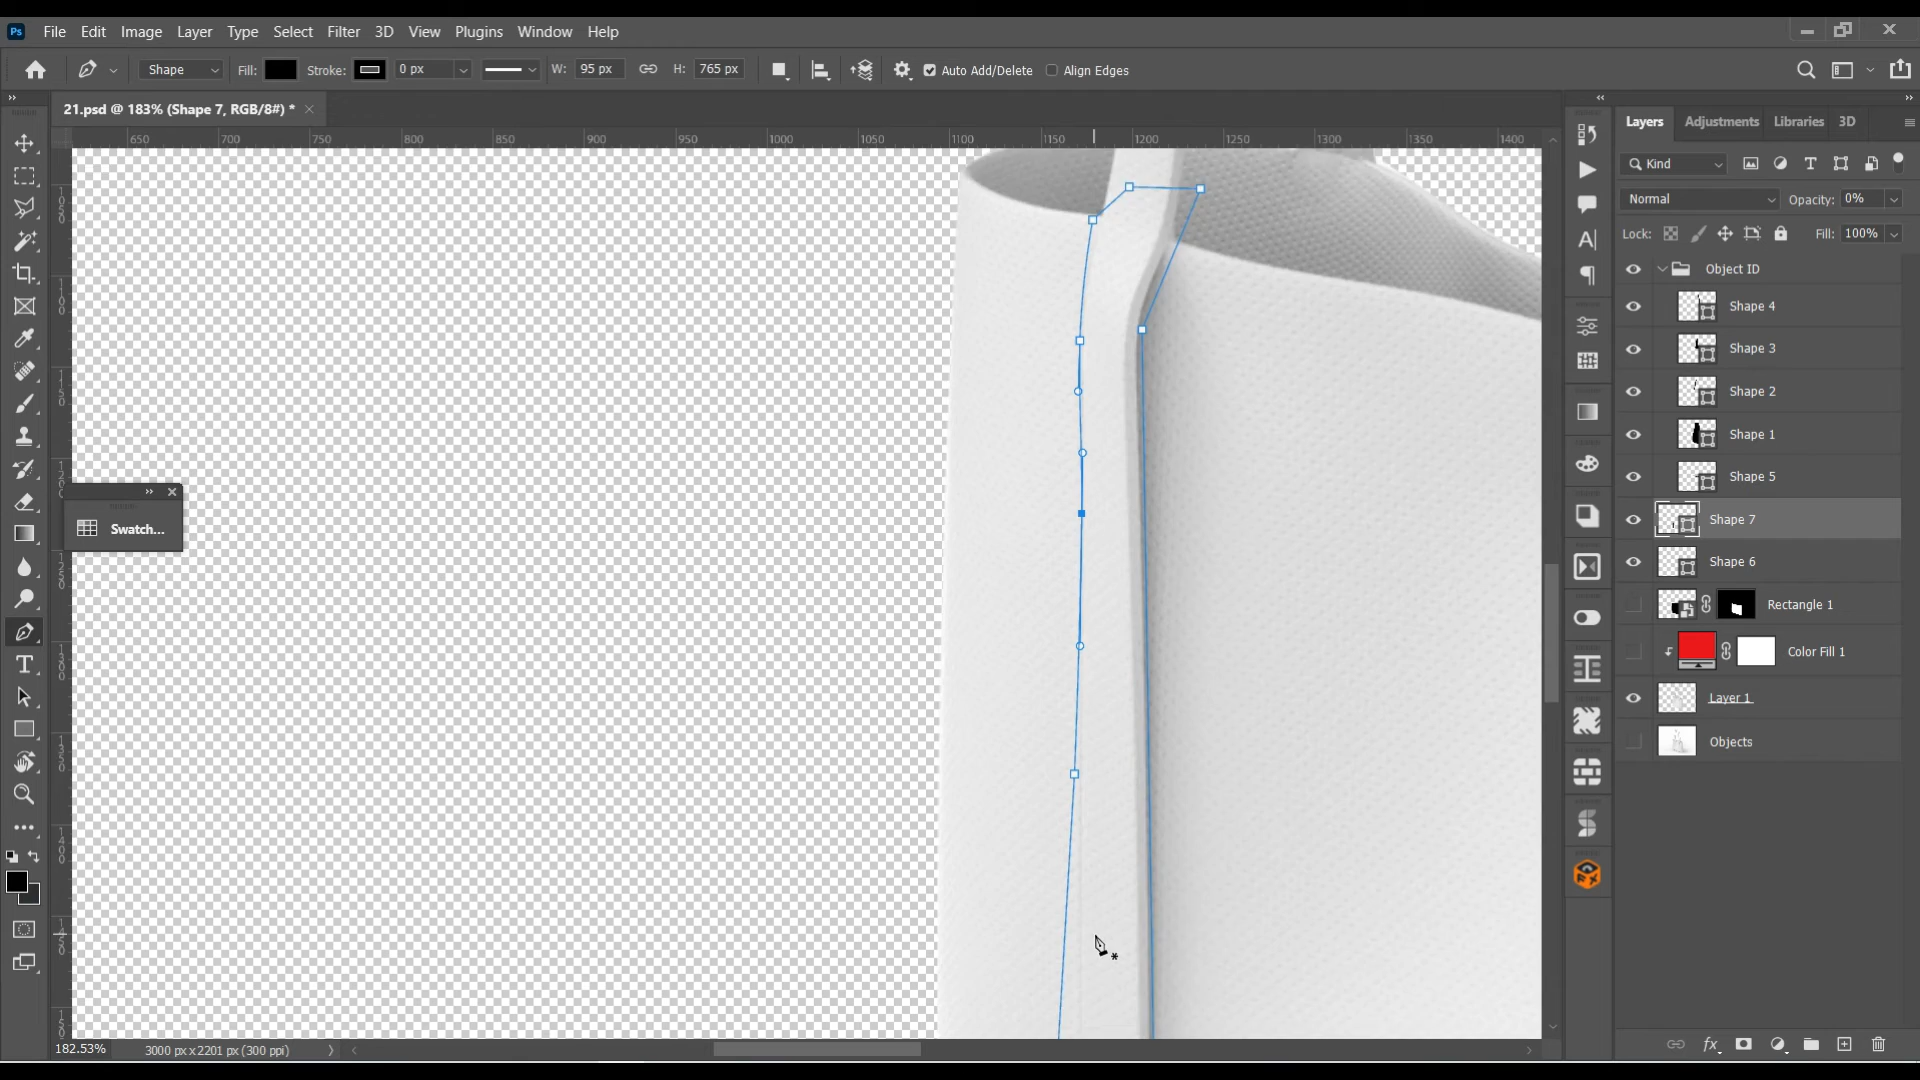 Ps File Edit Image Layer Type Select Filter 3D View Plugins Window Help
Shape Fill: Stroke: 0 px W: 95 px H: 765 px Auto Add/Delete Align Edges
21.psd @ 183% (Shape 7, RGB/8#) *
650 700 750 800 850 900 950 1000 1050 1100 1150 1200 1250 1300 1350 1400
Layers Adjustments Libraries 3D
Kind
Normal Opacity: 0%
Lock: Fill: 100%
Object ID
Shape 4
Shape 3
Shape 2
Shape 1
Shape 5
Swatch...
Shape 7
Shape 6
Rectangle 1
Color Fill 1
Layer 1
Objects
182.53% 3000 px x 2201 px (300 ppi)
fx